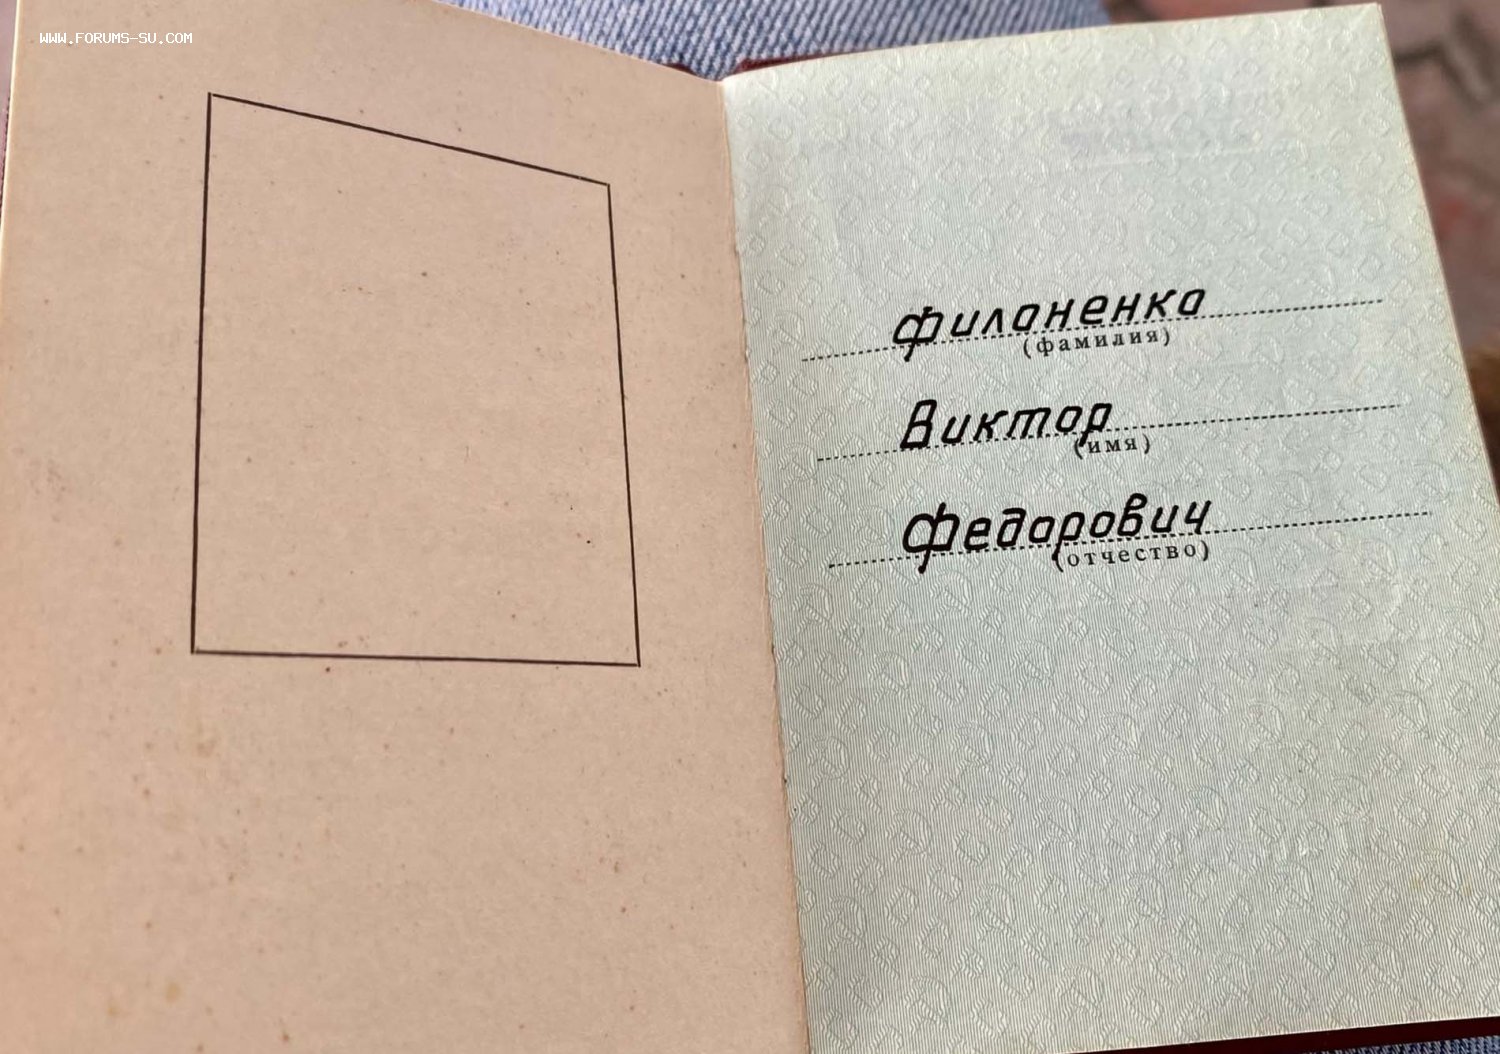 WWW.FORUMS-SU.COM
Филоненко
(фамилия)
Виктор
(имя)
Федорович
(отчество)